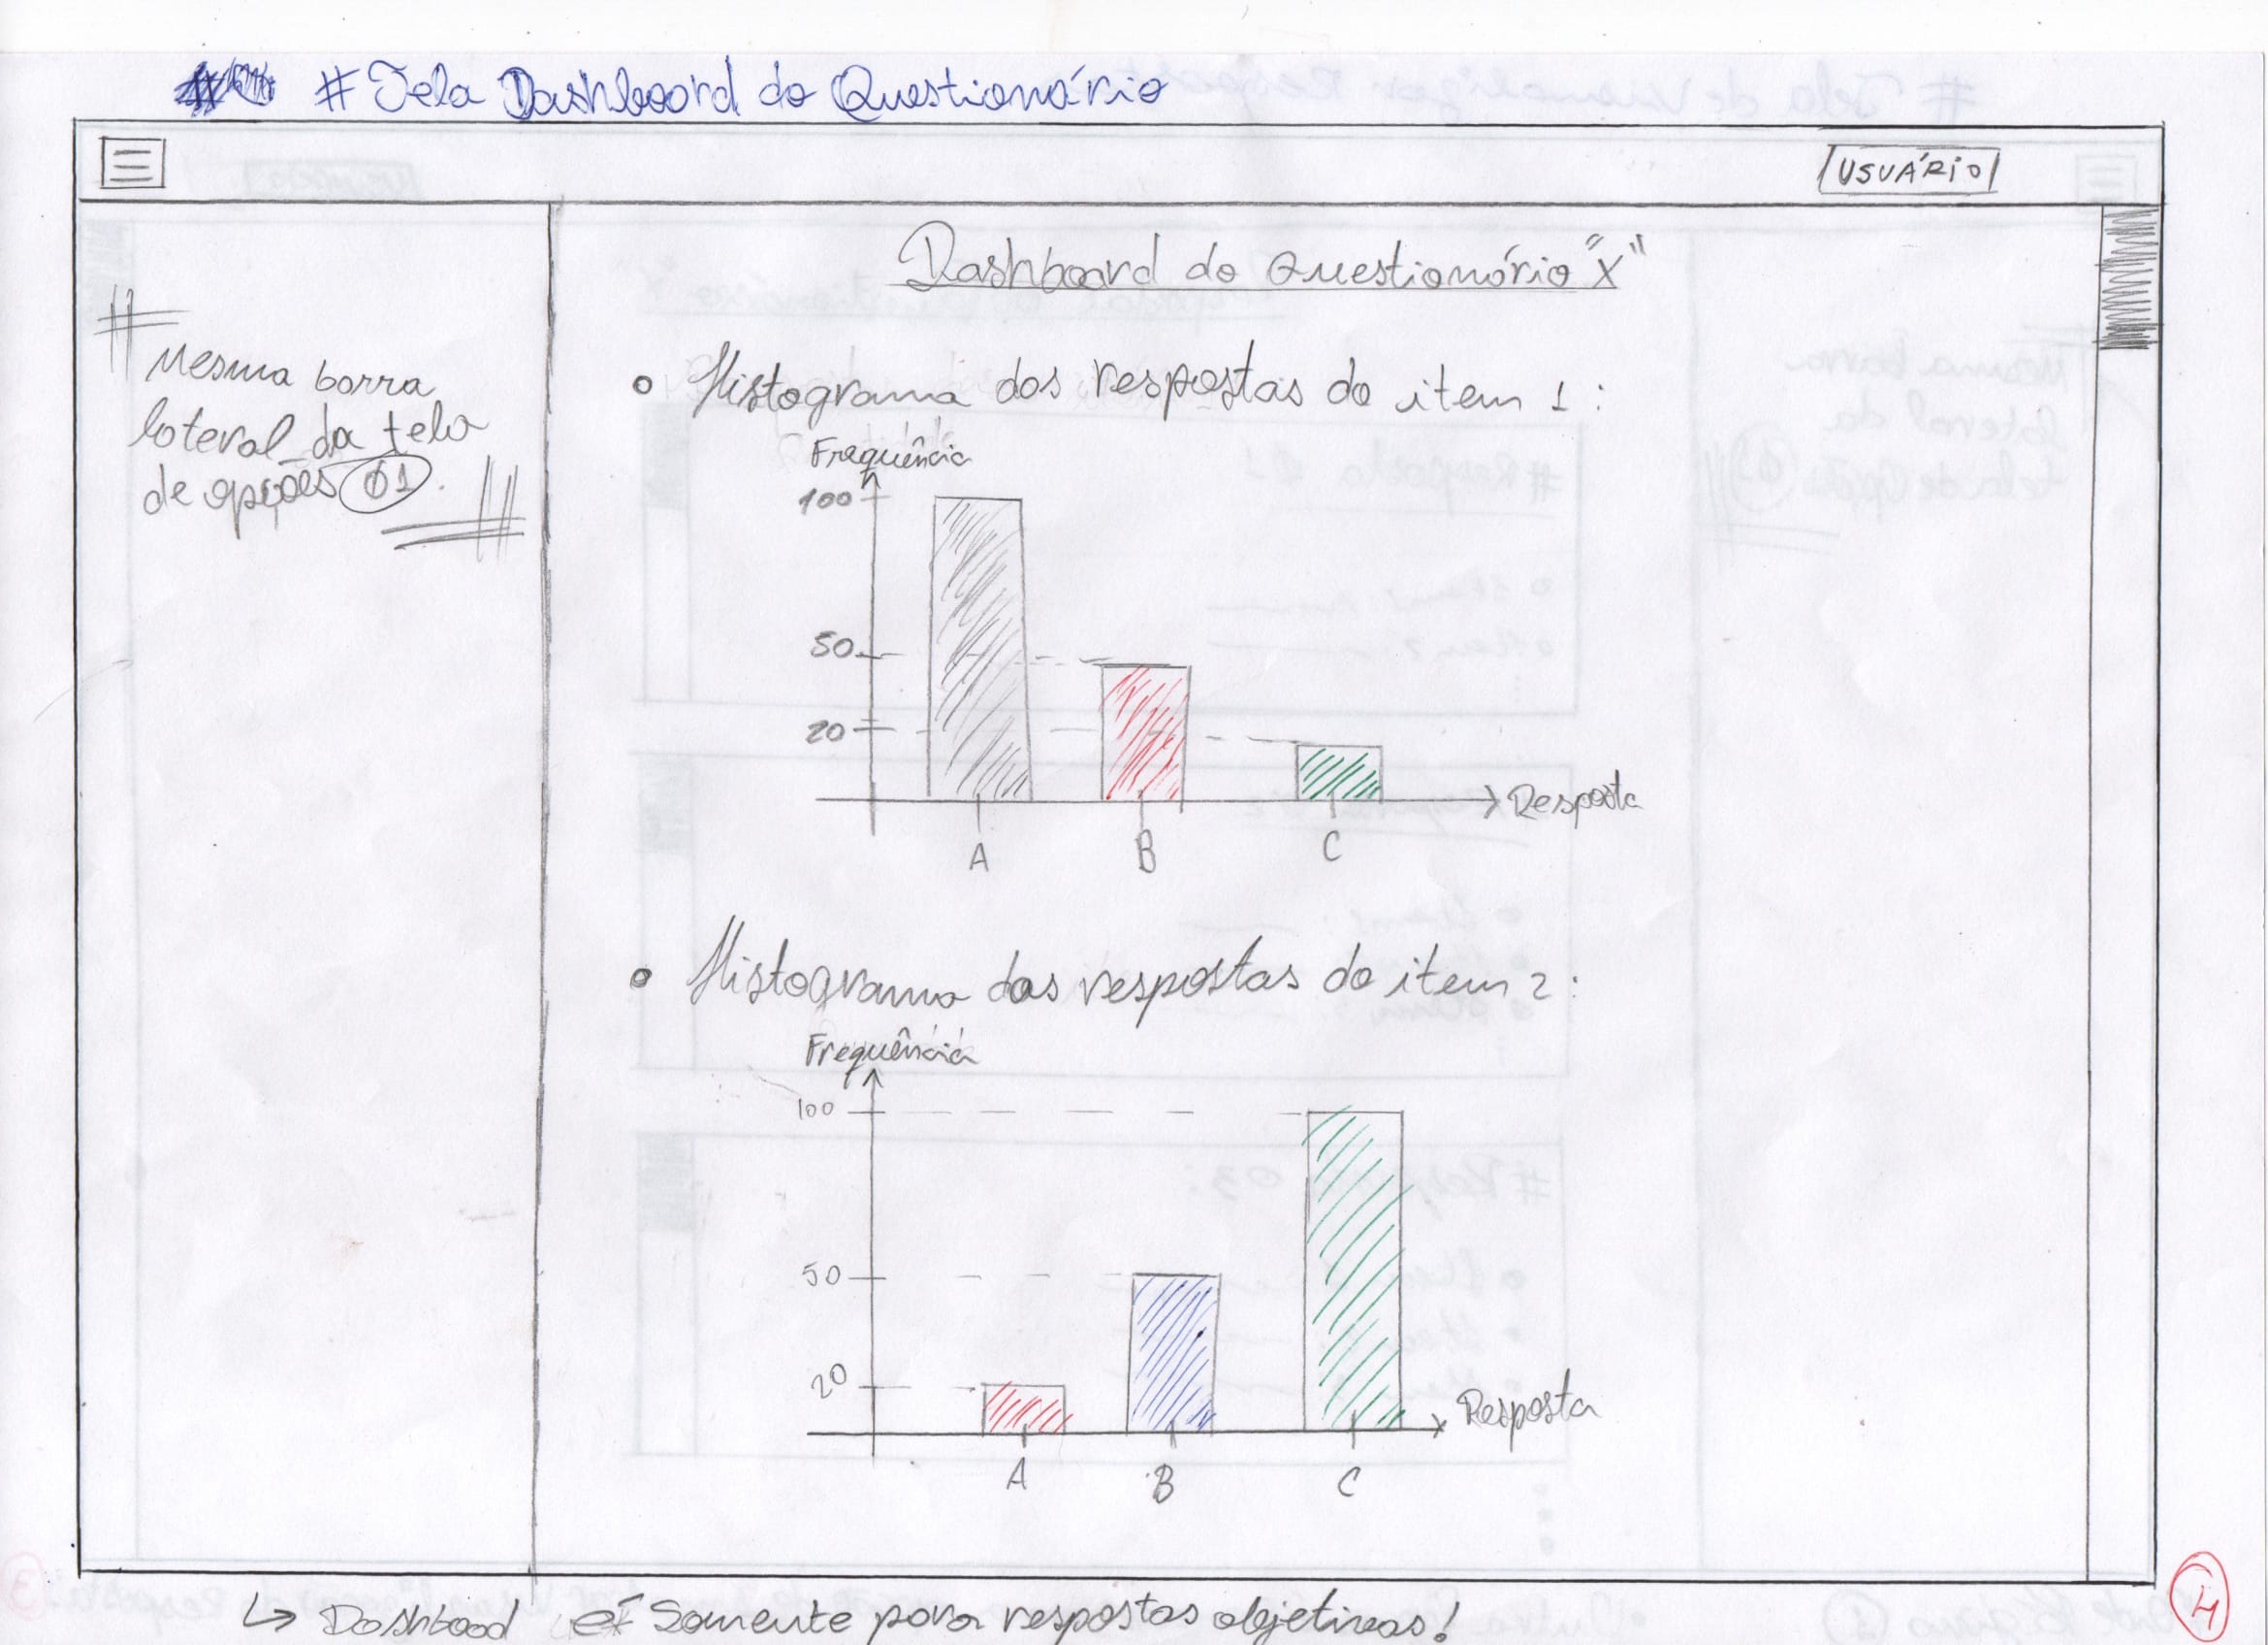 # Tela Dashboard do Questionário
USUÁRIO
Dashboard do Questionário "X"
Mesma barra
lateral da tela
de opções 01.
• Histograma das respostas do item 1:
Frequência
100
50
20
Resposta
A B C
• Histograma das respostas do item 2:
Frequência
100
50
20
Resposta
A B C
↳ Dashbood é Somente para respostas objetivas!
4